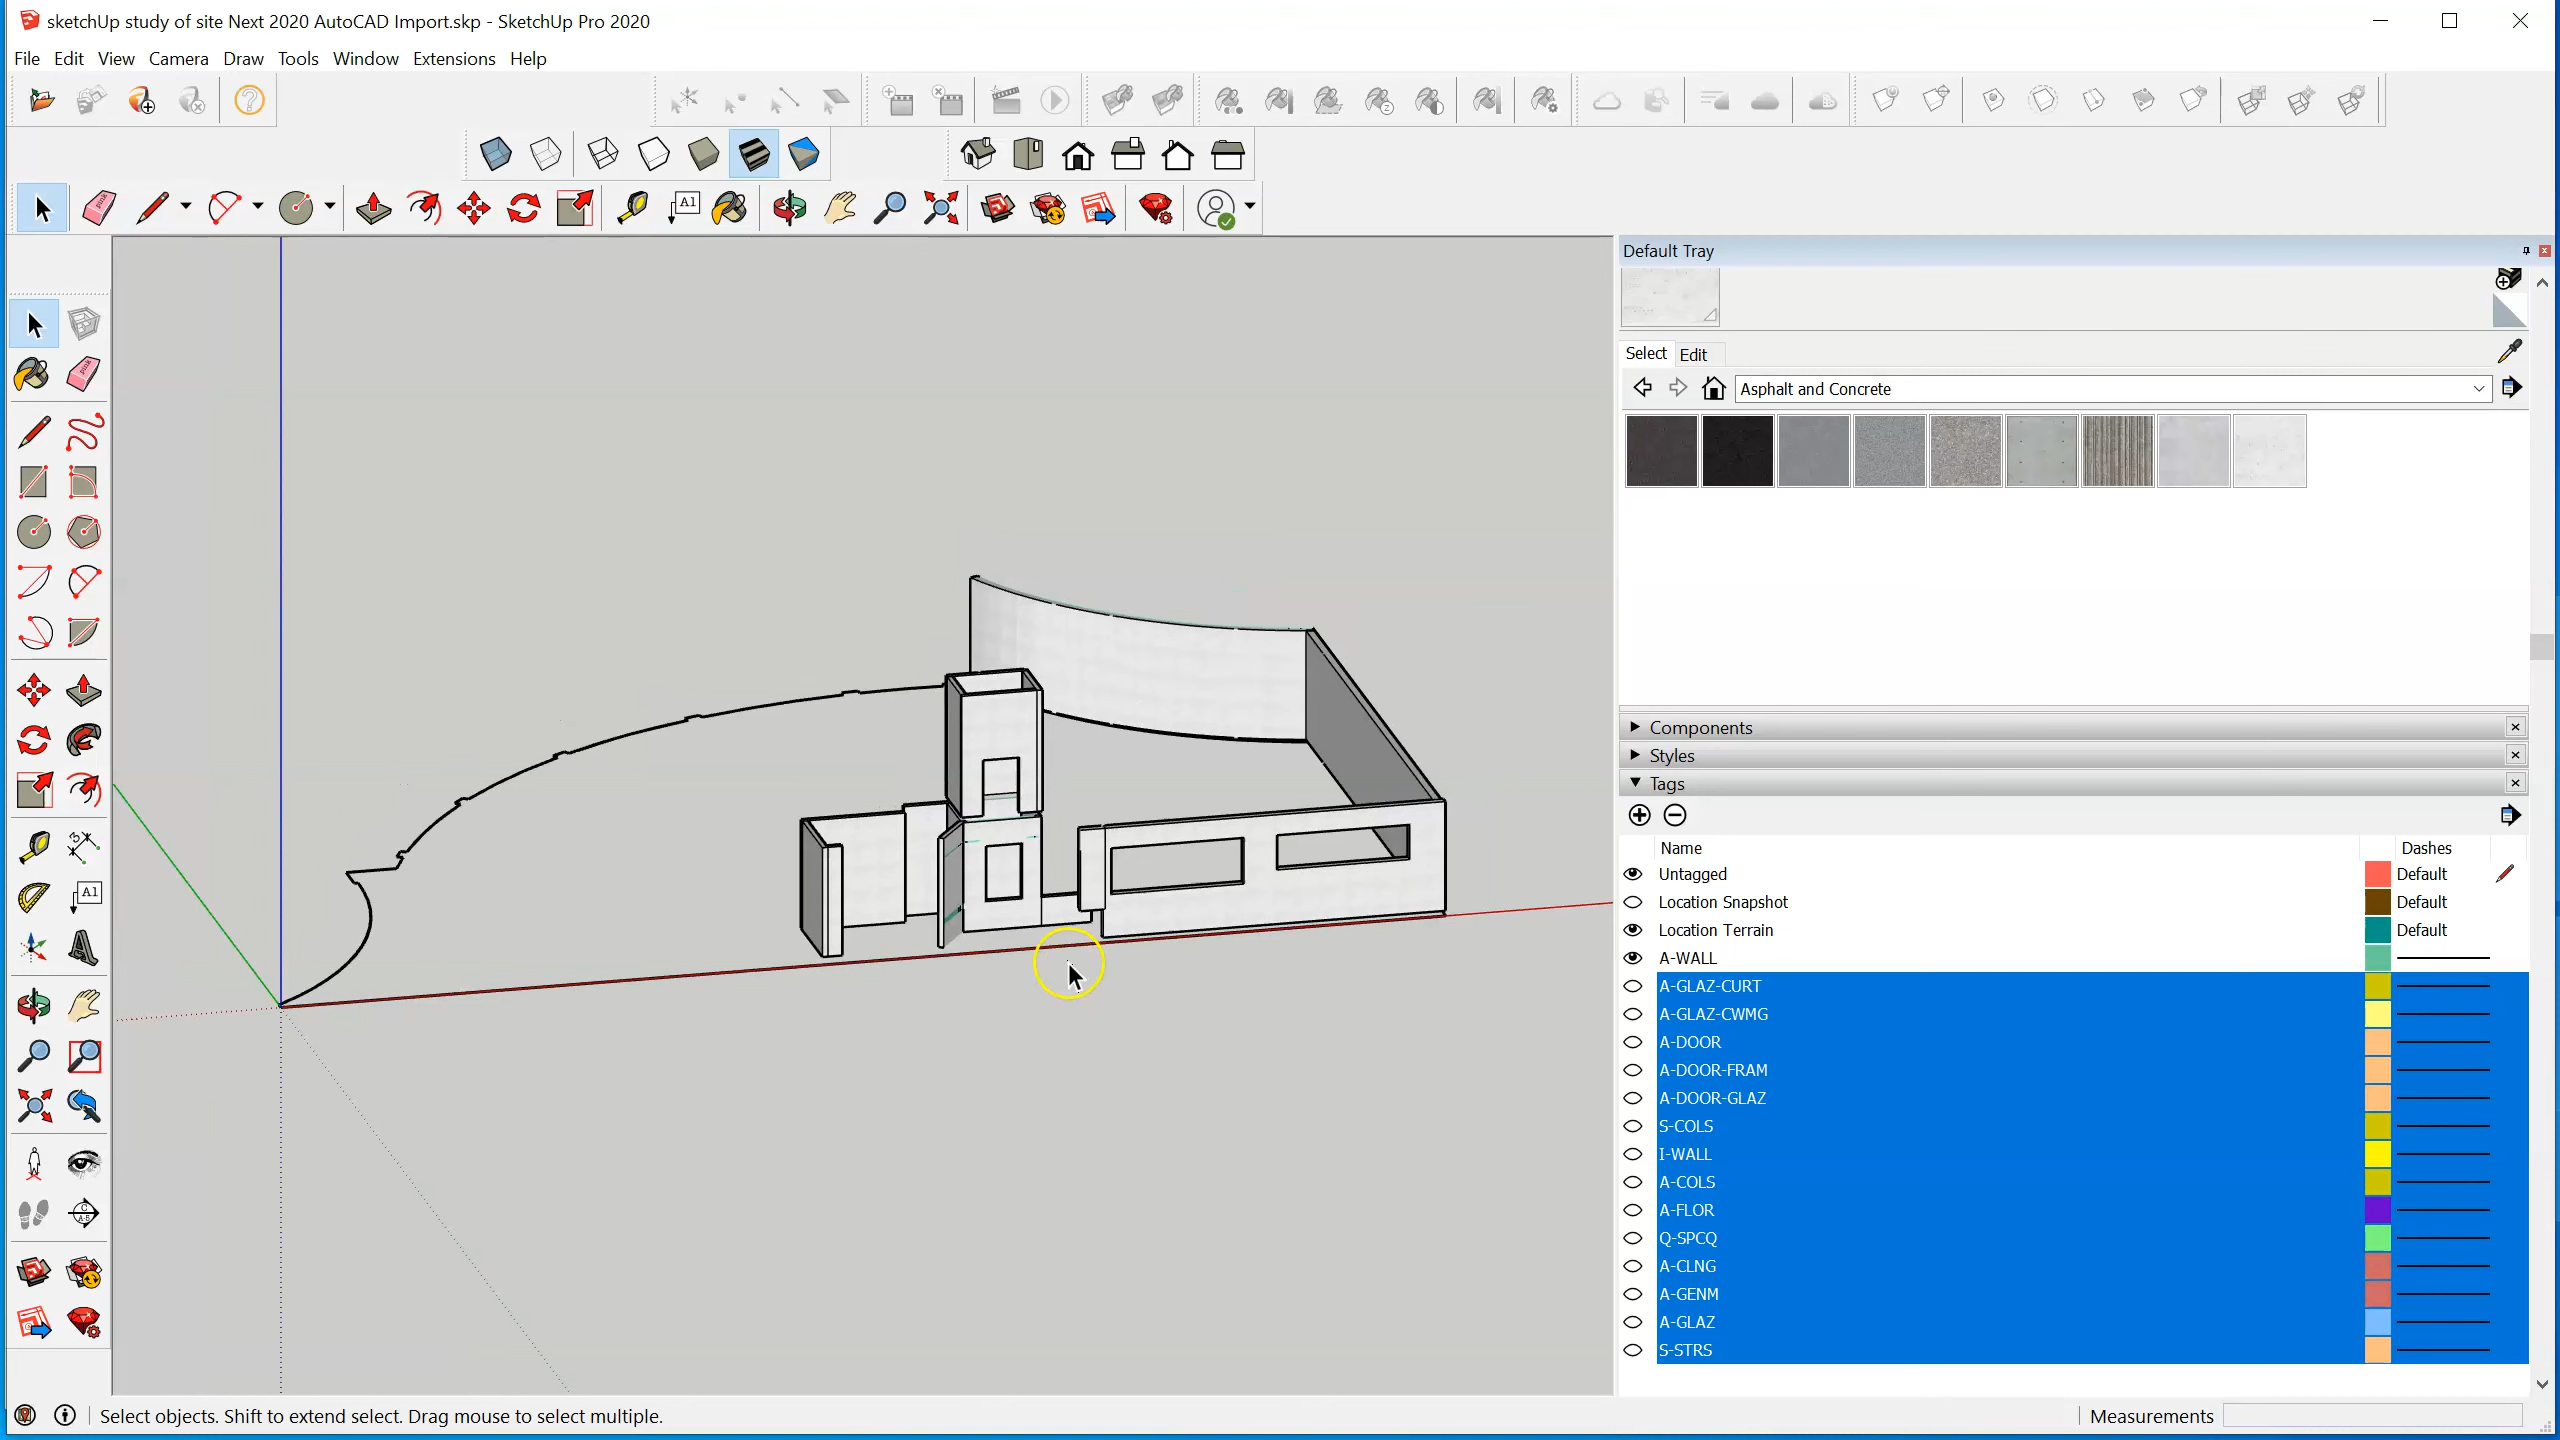 sketchUp study of site Next 2020 AutoCAD Import.skp - SketchUp Pro 2020
File Edit View Camera Draw Tools Window Extensions Help
Default Tray
Select Edit
Asphalt and Concrete
Components
Styles
Tags
Name Dashes
Untagged Default
Location Snapshot Default
Location Terrain Default
A-WALL
A-GLAZ-CURT
A-GLAZ-CWMG
A-DOOR
A-DOOR-FRAM
A-DOOR-GLAZ
S-COLS
I-WALL
A-COLS
A-FLOR
Q-SPCQ
A-CLNG
A-GENM
A-GLAZ
S-STRS
Select objects. Shift to extend select. Drag mouse to select multiple.
Measurements